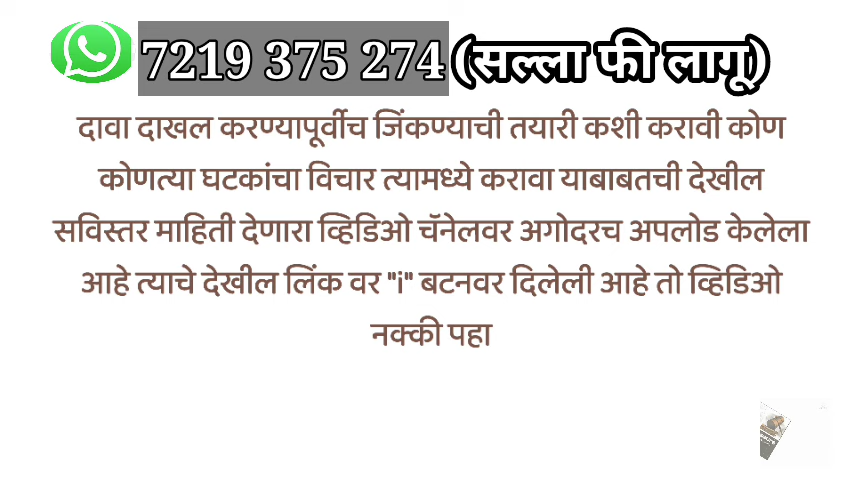 7219 375 274 (सल्ला फी लागू)
दावा दाखल करण्यापूर्वीच जिंकण्याची तयारी कशी करावी कोण
कोणत्या घटकांचा विचार त्यामध्ये करावा याबाबतची देखील
सविस्तर माहिती देणारा व्हिडिओ चॅनेलवर अगोदरच अपलोड केलेला
आहे त्याचे देखील लिंक वर "i" बटनवर दिलेली आहे तो व्हिडिओ
नक्की पहा